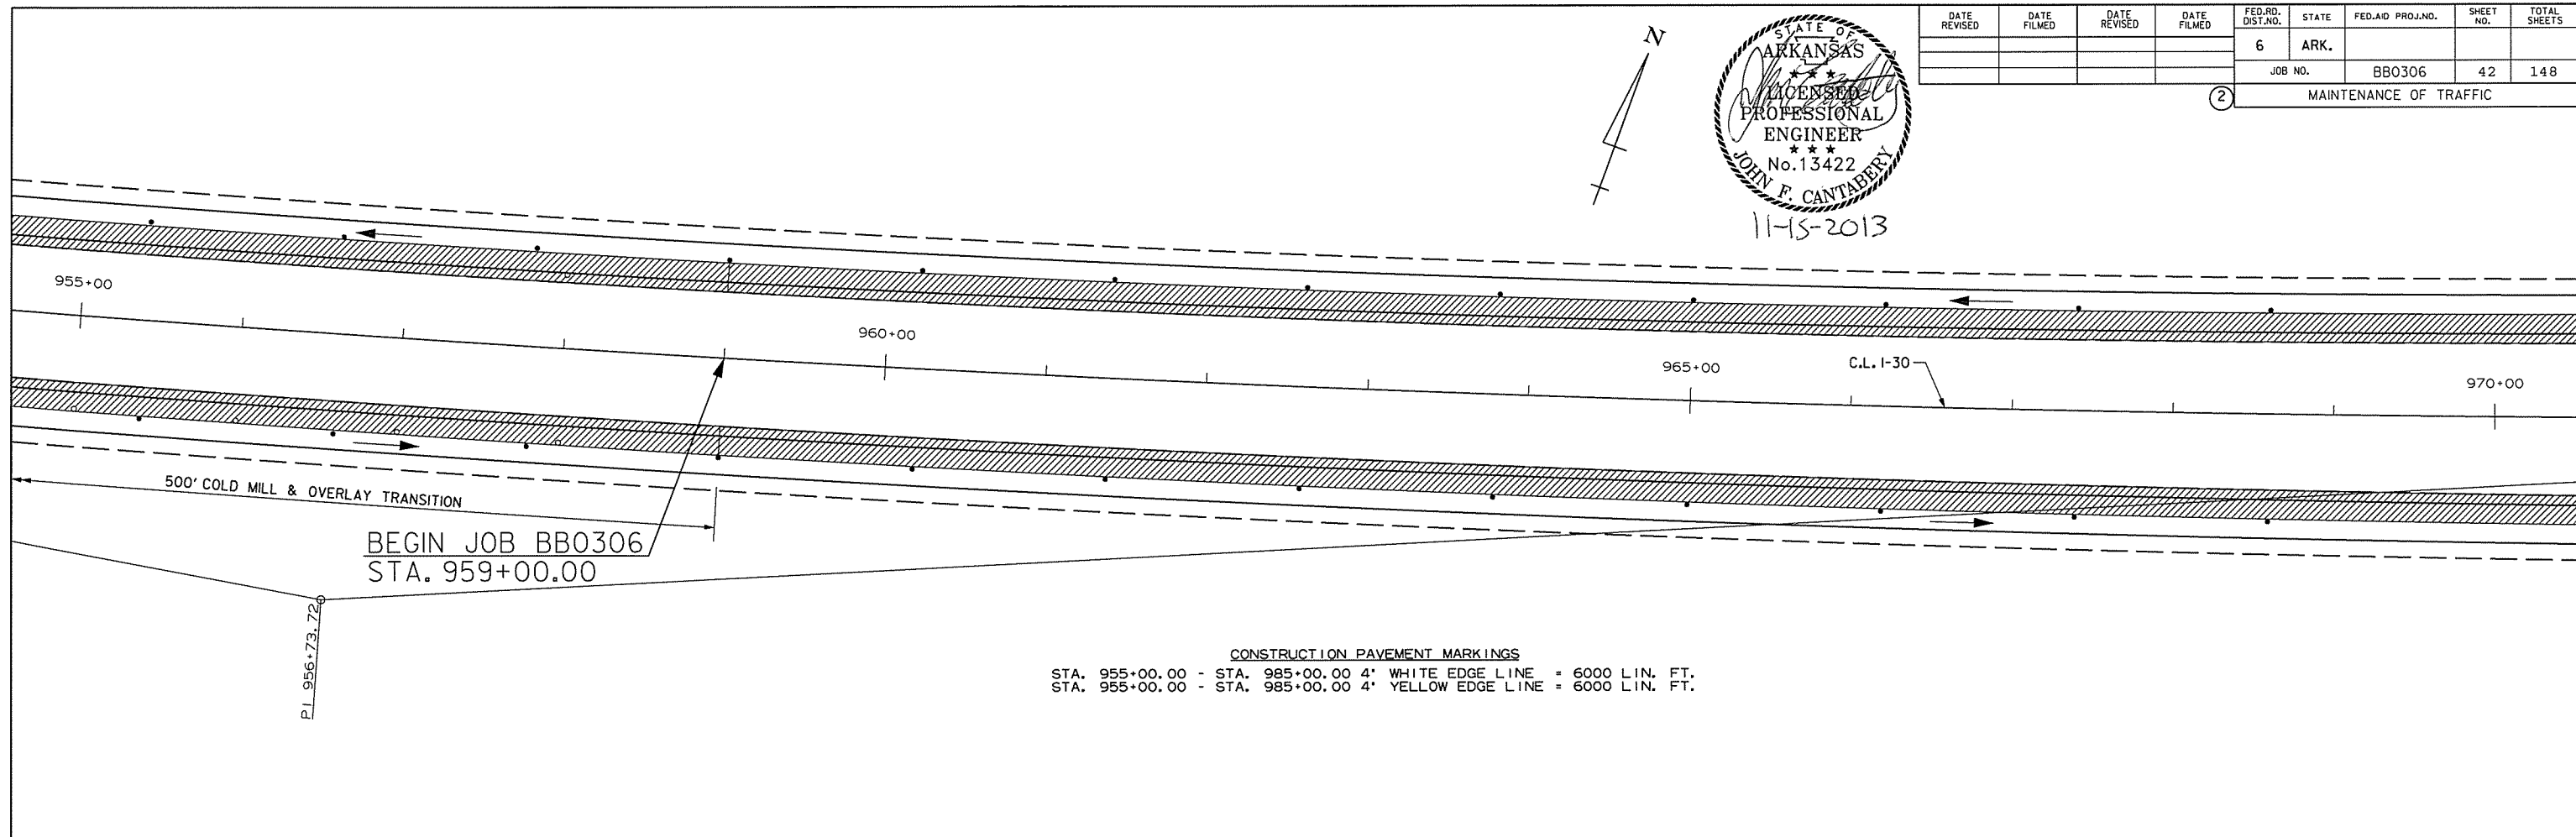 DATE REVISED
DATE FILMED
DATE REVISED
DATE FILMED
FED.RD. DIST.NO.
STATE
FED.AID PROJ.NO.
SHEET NO.
TOTAL SHEETS
6
ARK.
JOB NO.
BB0306
42
148
2
MAINTENANCE OF TRAFFIC
N
STATE OF
ARKANSAS
★ ★ ★
LICENSED
PROFESSIONAL
ENGINEER
★ ★ ★
No.13422
JOHN F. CANTABERY
11-15-2013
955+00
960+00
965+00
C.L. I-30
970+00
500' COLD MILL & OVERLAY TRANSITION
BEGIN JOB BB0306
STA. 959+00.00
PI 956+73.72
CONSTRUCTION PAVEMENT MARKINGS
STA. 955+00.00 - STA. 985+00.00 4" WHITE EDGE LINE = 6000 LIN. FT.
STA. 955+00.00 - STA. 985+00.00 4" YELLOW EDGE LINE = 6000 LIN. FT.